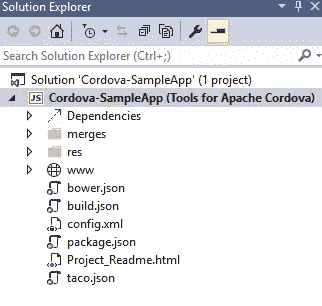 Solution Explorer
Search Solution Explorer (Ctrl+;)
Solution 'Cordova-SampleApp' (1 project)
JS Cordova-SampleApp (Tools for Apache Cordova)
Dependencies
merges
res
www
bower.json
build.json
config.xml
package.json
Project_Readme.html
taco.json